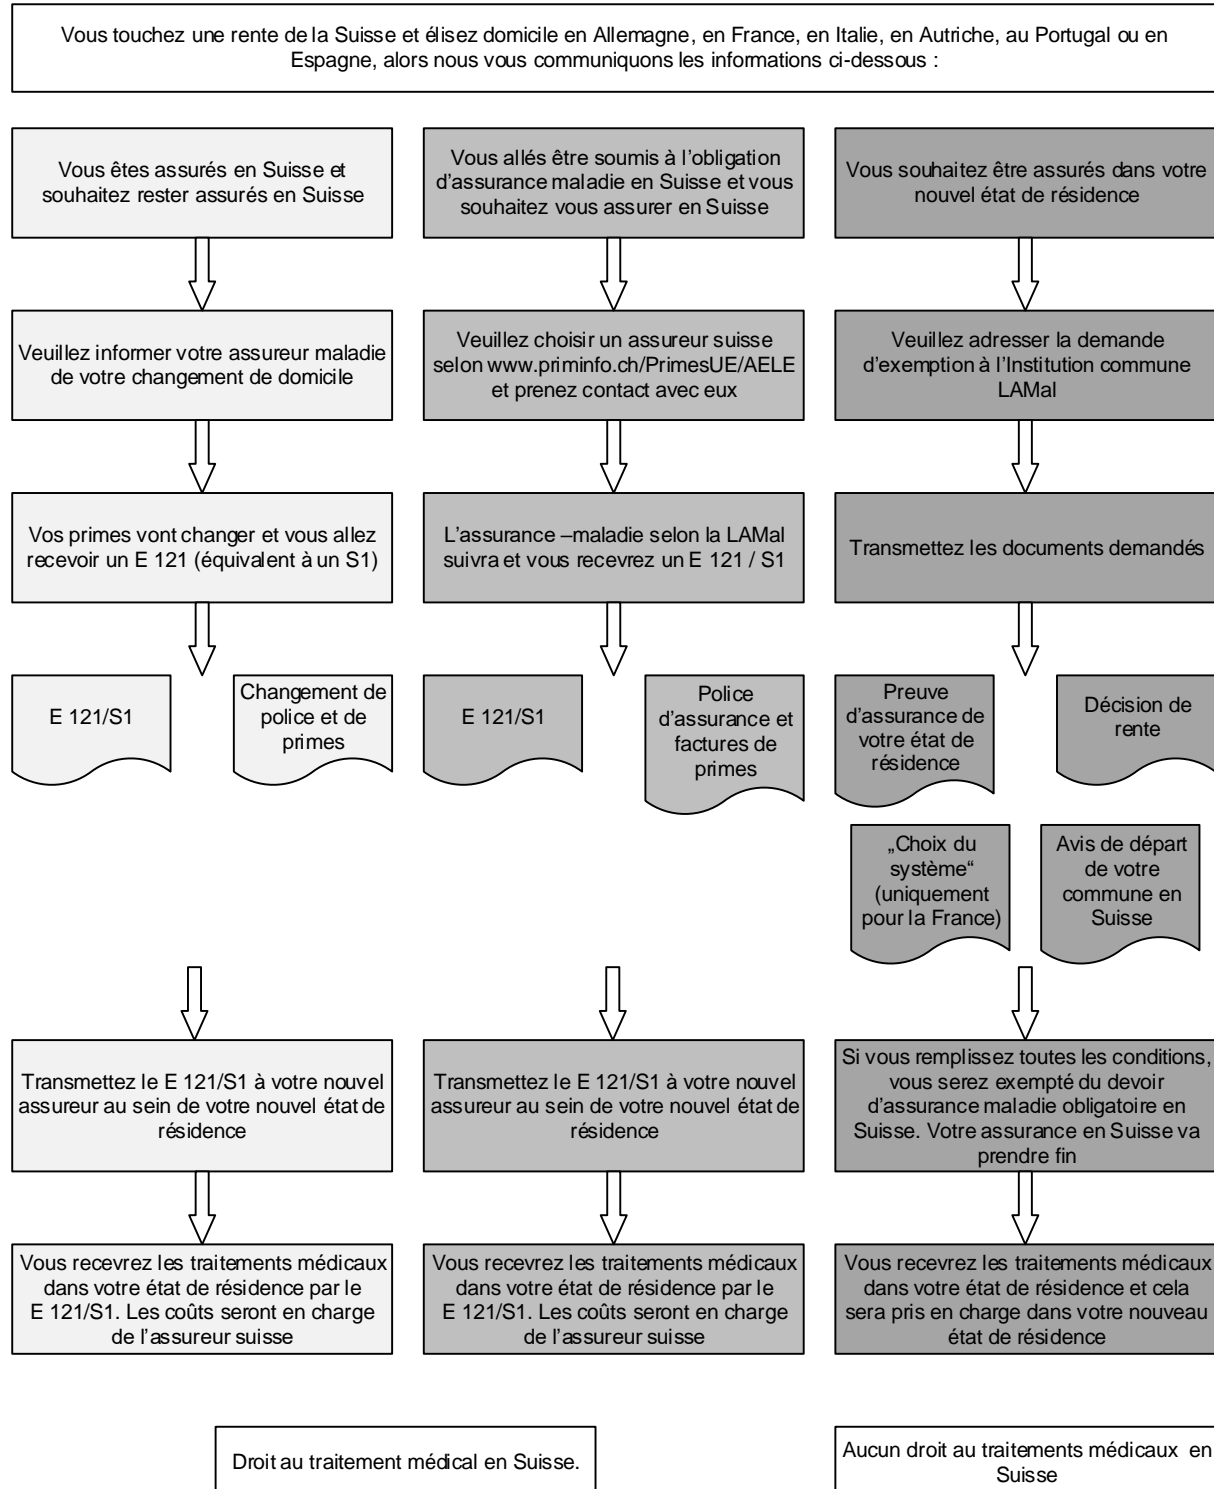 Vous touchez une rente de la Suisse et élisez domicile en Allemagne, en France, en Italie, en Autriche, au Portugal ou en
Espagne, alors nous vous communiquons les informations ci-dessous :
Vous êtes assurés en Suisse et
souhaitez rester assurés en Suisse
Vous allés être soumis à l'obligation
d'assurance maladie en Suisse et vous
souhaitez vous assurer en Suisse
Vous souhaitez être assurés dans votre
nouvel état de résidence
Veuillez informer votre assureur maladie
de votre changement de domicile
Veuillez choisir un assureur suisse
selon www.priminfo.ch/PrimesUE/AELE
et prenez contact avec eux
Veuillez adresser la demande
d'exemption à l'Institution commune
LAMal
Vos primes vont changer et vous allez
recevoir un E 121 (équivalent à un S1)
L'assurance –maladie selon la LAMal
suivra et vous recevrez un E 121 / S1
Transmettez les documents demandés
E 121/S1
Changement de
police et de
primes
E 121/S1
Police
d'assurance et
factures de
primes
Preuve
d'assurance de
votre état de
résidence
Décision de
rente
„Choix du
système“
(uniquement
pour la France)
Avis de départ
de votre
commune en
Suisse
Transmettez le E 121/S1 à votre nouvel
assureur au sein de votre nouvel état de
résidence
Transmettez le E 121/S1 à votre nouvel
assureur au sein de votre nouvel état de
résidence
Si vous remplissez toutes les conditions,
vous serez exempté du devoir
d'assurance maladie obligatoire en
Suisse. Votre assurance en Suisse va
prendre fin
Vous recevrez les traitements médicaux
dans votre état de résidence par le
E 121/S1. Les coûts seront en charge
de l'assureur suisse
Vous recevrez les traitements médicaux
dans votre état de résidence par le
E 121/S1. Les coûts seront en charge
de l'assureur suisse
Vous recevrez les traitements médicaux
dans votre état de résidence et cela
sera pris en charge dans votre nouveau
état de résidence
Droit au traitement médical en Suisse.
Aucun droit au traitements médicaux en
Suisse